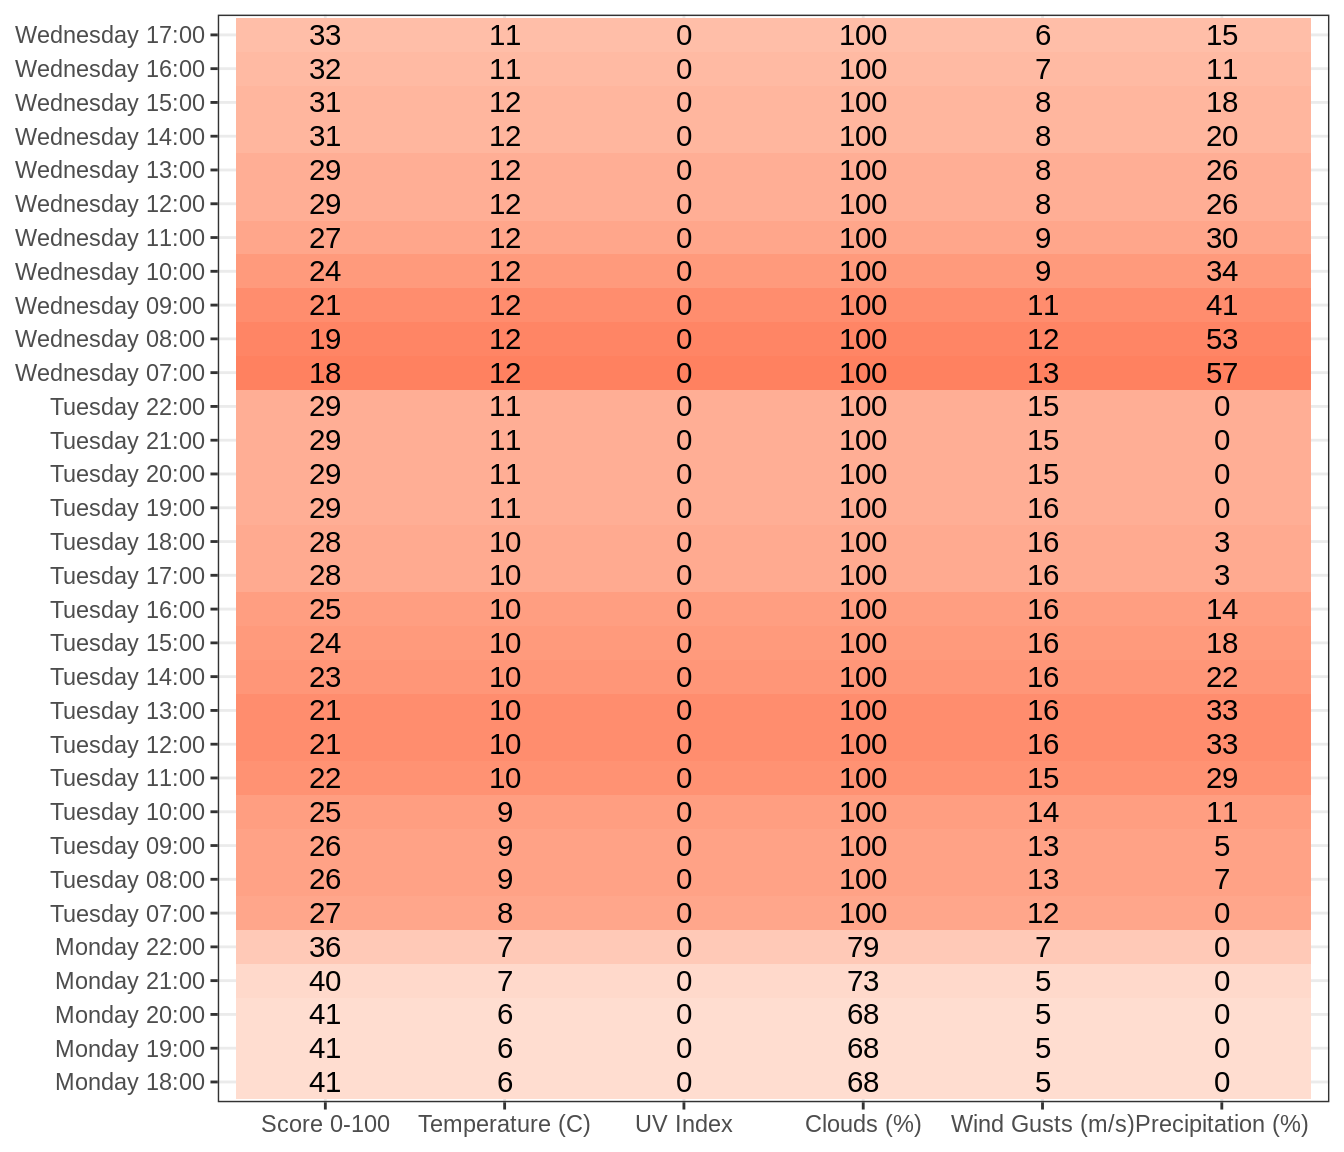 Wednesday 17:00 33 11 0 100 6 15
Wednesday 16:00 32 11 0 100 7 11
Wednesday 15:00 31 12 0 100 8 18
Wednesday 14:00 31 12 0 100 8 20
Wednesday 13:00 29 12 0 100 8 26
Wednesday 12:00 29 12 0 100 8 26
Wednesday 11:00 27 12 0 100 9 30
Wednesday 10:00 24 12 0 100 9 34
Wednesday 09:00 21 12 0 100 11 41
Wednesday 08:00 19 12 0 100 12 53
Wednesday 07:00 18 12 0 100 13 57
Tuesday 22:00 29 11 0 100 15 0
Tuesday 21:00 29 11 0 100 15 0
Tuesday 20:00 29 11 0 100 15 0
Tuesday 19:00 29 11 0 100 16 0
Tuesday 18:00 28 10 0 100 16 3
Tuesday 17:00 28 10 0 100 16 3
Tuesday 16:00 25 10 0 100 16 14
Tuesday 15:00 24 10 0 100 16 18
Tuesday 14:00 23 10 0 100 16 22
Tuesday 13:00 21 10 0 100 16 33
Tuesday 12:00 21 10 0 100 16 33
Tuesday 11:00 22 10 0 100 15 29
Tuesday 10:00 25 9 0 100 14 11
Tuesday 09:00 26 9 0 100 13 5
Tuesday 08:00 26 9 0 100 13 7
Tuesday 07:00 27 8 0 100 12 0
Monday 22:00 36 7 0 79 7 0
Monday 21:00 40 7 0 73 5 0
Monday 20:00 41 6 0 68 5 0
Monday 19:00 41 6 0 68 5 0
Monday 18:00 41 6 0 68 5 0
Score 0-100 Temperature (C) UV Index Clouds (%) Wind Gusts (m/s) Precipitation (%)